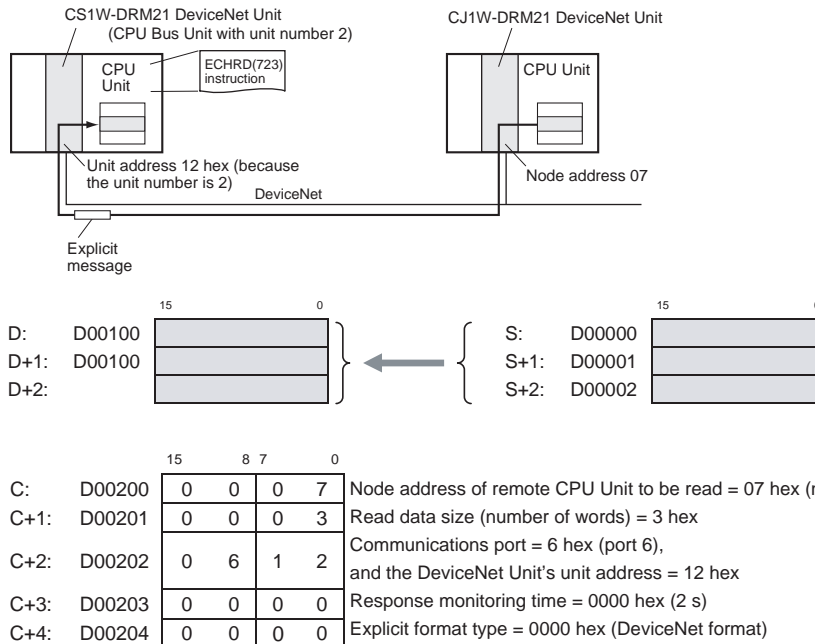 CS1W-DRM21 DeviceNet Unit
(CPU Bus Unit with unit number 2)
CJ1W-DRM21 DeviceNet Unit
CPU
Unit
ECHRD(723)
instruction
CPU Unit
Unit address 12 hex (because
the unit number is 2)
Node address 07
DeviceNet
Explicit
message
15 0 15
D: D00100 S: D00000
D+1: D00100 S+1: D00001
D+2: S+2: D00002
15 8 7 0
C: D00200 0 0 0 7 Node address of remote CPU Unit to be read = 07 hex
C+1: D00201 0 0 0 3 Read data size (number of words) = 3 hex
C+2: D00202 0 6 1 2 Communications port = 6 hex (port 6),
and the DeviceNet Unit's unit address = 12 hex
C+3: D00203 0 0 0 0 Response monitoring time = 0000 hex (2 s)
C+4: D00204 0 0 0 0 Explicit format type = 0000 hex (DeviceNet format)